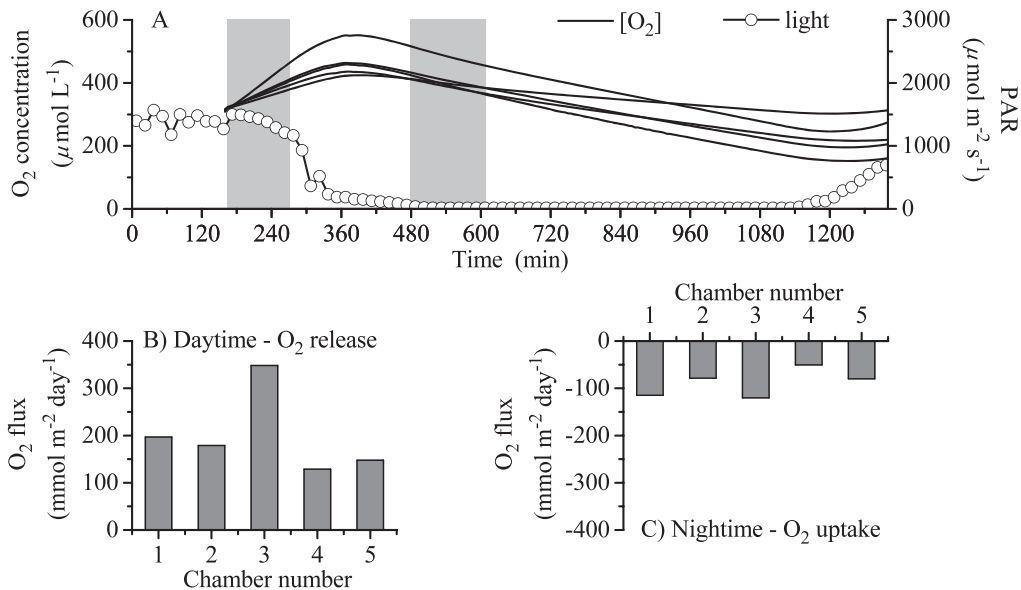 A
[O₂]
light
O₂ concentration
(µmol L⁻¹)
600
400
200
0
3000
2000
1000
0
PAR
(µmol m⁻² s⁻¹)
0 120 240 360 480 600 720 840 960 1080 1200
Time (min)
B) Daytime - O₂ release
O₂ flux
(mmol m⁻² day⁻¹)
400
300
200
100
0
1 2 3 4 5
Chamber number
Chamber number
1 2 3 4 5
O₂ flux
(mmol m⁻² day⁻¹)
0
-100
-200
-300
-400
C) Nightime - O₂ uptake